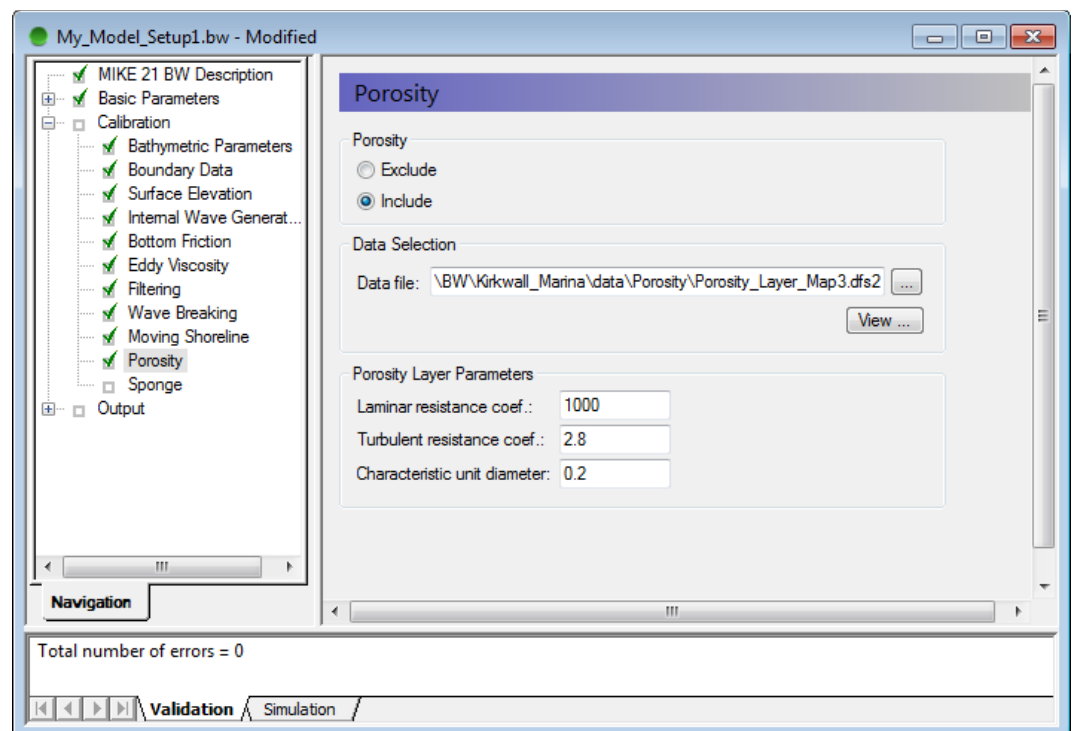 My_Model_Setup1.bw - Modified
MIKE 21 BW Description
Basic Parameters
Calibration
Bathymetric Parameters
Boundary Data
Surface Elevation
Internal Wave Generat...
Bottom Friction
Eddy Viscosity
Filtering
Wave Breaking
Moving Shoreline
Porosity
Sponge
Output
Navigation
Porosity
Porosity
Exclude
Include
Data Selection
Data file: \BW\Kirkwall_Marina\data\Porosity\Porosity_Layer_Map3.dfs2 ...
View ...
Porosity Layer Parameters
Laminar resistance coef.: 1000
Turbulent resistance coef.: 2.8
Characteristic unit diameter: 0.2
Total number of errors = 0
Validation Simulation